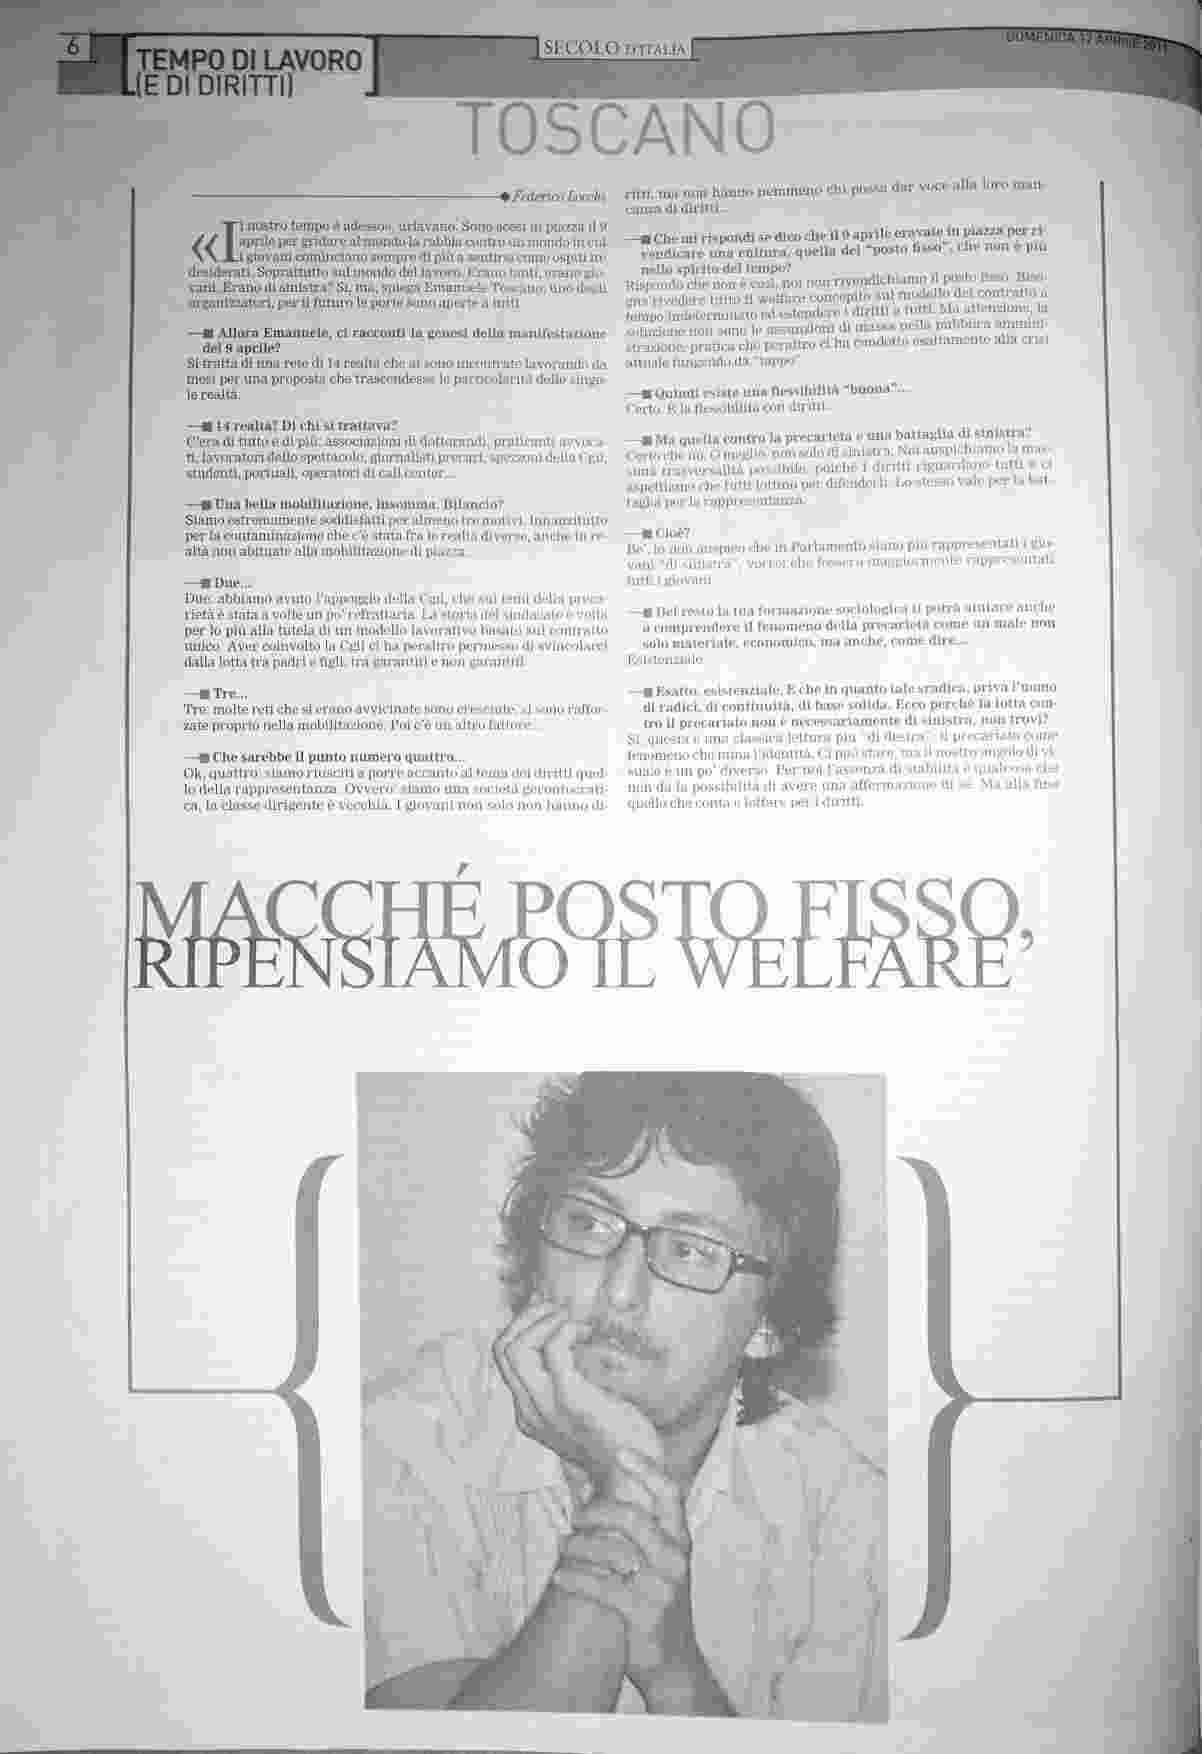 6
TEMPO DI LAVORO
(E DI DIRITTI)
SECOLO D'ITALIA
DOMENICA 17 APRILE 2011
TOSCANO
Federico
«Il nostro tempo è adesso», urlavano. Sono scesi in piazza il 9
aprile per gridare al mondo la rabbia contro un mondo in cui
i giovani cominciano sempre di più a sentirsi come ospiti in-
desiderati. Soprattutto sul mondo del lavoro. Erano tanti, erano gio-
vani. Erano di sinistra? Sì, ma, spiega Emanuele Toscano, uno degli
organizzatori, per il futuro le porte sono aperte a tutti.
—■ Allora Emanuele, ci racconti la genesi della manifestazione
del 9 aprile?
Si tratta di una rete di 14 realtà che si sono incontrate lavorando da
mesi per una proposta che trascendesse le particolarità delle singo-
le realtà.
—■ 14 realtà? Di chi si trattava?
C'era di tutto e di più: associazioni di dottorandi, praticanti avvoca-
ti, lavoratori dello spettacolo, giornalisti precari, spezzoni della Cgil,
studenti, portuali, operatori di call center...
—■ Una bella mobilitazione, insomma. Bilancio?
Siamo estremamente soddisfatti per almeno tre motivi. Innanzitutto
per la contaminazione che c'è stata fra le realtà diverse, anche in re-
altà non abituate alla mobilitazione di piazza.
—■ Due...
Due: abbiamo avuto l'appoggio della Cgil, che sui temi della preca-
rietà è stata a volte un po' refrattaria. La storia del sindacato è volta
per lo più alla tutela di un modello lavorativo basato sul contratto
unico. Aver coinvolto la Cgil ci ha peraltro permesso di svincolarci
dalla lotta tra padri e figli, tra garantiti e non garantiti.
—■ Tre...
Tre: molte reti che si erano avvicinate sono cresciute, si sono raffor-
zate proprio nella mobilitazione. Poi c'è un altro fattore...
—■ Che sarebbe il punto numero quattro...
Ok, quattro: siamo riusciti a porre accanto al tema dei diritti quel-
lo della rappresentanza. Ovvero: siamo una società gerontocrati-
ca, la classe dirigente è vecchia. I giovani non solo non hanno di-
ritti, ma non hanno nemmeno chi possa dar voce alla loro man-
canza di diritti...
—■ Che mi rispondi se dico che il 9 aprile eravate in piazza per ri-
vendicare una cultura, quella del "posto fisso", che non è più
nello spirito del tempo?
Rispondo che non è così, noi non rivendichiamo il posto fisso. Biso-
gna rivedere tutto il welfare concepito sul modello del contratto a
tempo indeterminato ed estendere i diritti a tutti. Ma attenzione, la
soluzione non sono le assunzioni di massa nella pubblica ammini-
strazione, pratica che peraltro ci ha condotto esattamente alla crisi
attuale fungendo da "tappo".
—■ Quindi esiste una flessibilità "buona"...
Certo. È la flessibilità con diritti.
—■ Ma quella contro la precarietà è una battaglia di sinistra?
Certo che no. O meglio, non solo di sinistra. Noi auspichiamo la mas-
sima trasversalità possibile, poiché i diritti riguardano tutti e ci
aspettiamo che tutti lottino per difenderli. Lo stesso vale per la bat-
taglia per la rappresentanza.
—■ Cioè?
Be', io non auspico che in Parlamento siano più rappresentati i gio-
vani "di sinistra", vorrei che fossero maggiormente rappresentati
tutti i giovani.
—■ Del resto la tua formazione sociologica ti potrà aiutare anche
a comprendere il fenomeno della precarietà come un male non
solo materiale, economico, ma anche, come dire...
Esistenziale.
—■ Esatto, esistenziale. E che in quanto tale sradica, priva l'uomo
di radici, di continuità, di base solida. Ecco perché la lotta con-
tro il precariato non è necessariamente di sinistra, non trovi?
Sì, questa è una classica lettura più "di destra", il precariato come
fenomeno che mina l'identità. Ci può stare, ma il nostro angolo di vi-
suale è un po' diverso. Per noi l'assenza di stabilità è qualcosa che
non dà la possibilità di avere una affermazione di sé. Ma alla fine
quello che conta è lottare per i diritti.
MACCHÉ POSTO FISSO,
RIPENSIAMO IL WELFARE